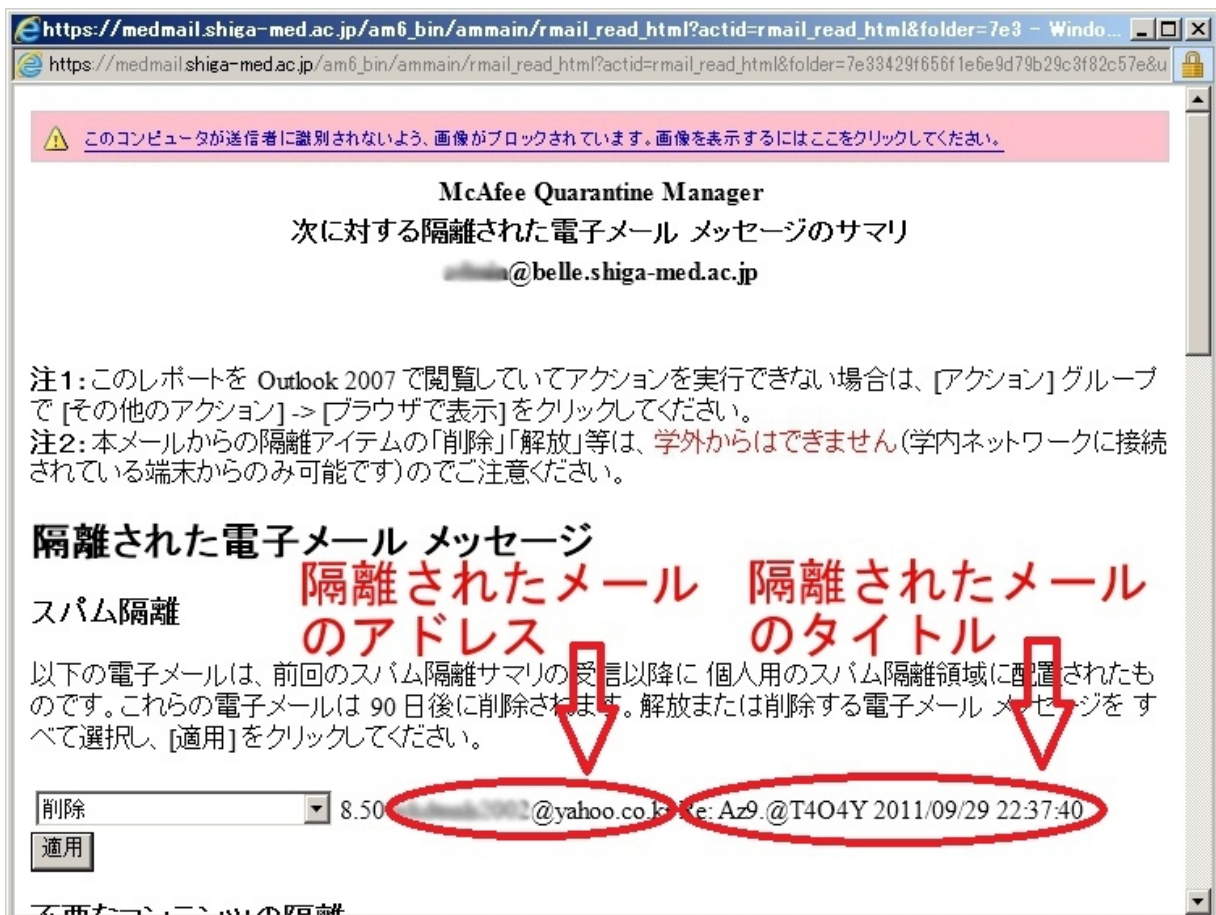 https://medmail.shiga-med.ac.jp/am6_bin/ammain/rmail_read_html?actid=rmail_read_html&folder=7e3 - Windo...
https://medmail.shiga-med.ac.jp/am6_bin/ammain/rmail_read_html?actid=rmail_read_html&folder=7e33429f656f1e6e9d79b29c3f82c57e&u
このコンピュータが送信者に識別されないよう、画像がブロックされています。画像を表示するにはここをクリックしてください。
McAfee Quarantine Manager
次に対する隔離された電子メール メッセージのサマリ
@belle.shiga-med.ac.jp
注1:このレポートを Outlook 2007 で閲覧していてアクションを実行できない場合は、[アクション] グループ
で [その他のアクション] -> [ブラウザで表示] をクリックしてください。
注2:本メールからの隔離アイテムの「削除」「解放」等は、学外からはできません(学内ネットワークに接続
されている端末からのみ可能です)のでご注意ください。
隔離された電子メール メッセージ
隔離されたメール
のアドレス
隔離されたメール
のタイトル
スパム隔離
以下の電子メールは、前回のスパム隔離サマリの受信以降に 個人用のスパム隔離領域に配置されたも
のです。これらの電子メールは 90 日後に削除されます。解放または削除する電子メール メッセージを す
べて選択し、[適用] をクリックしてください。
削除 8.50 @yahoo.co.kr Re: Az9.@T4O4Y 2011/09/29 22:37:40
適用
不要なコンテンツの隔離